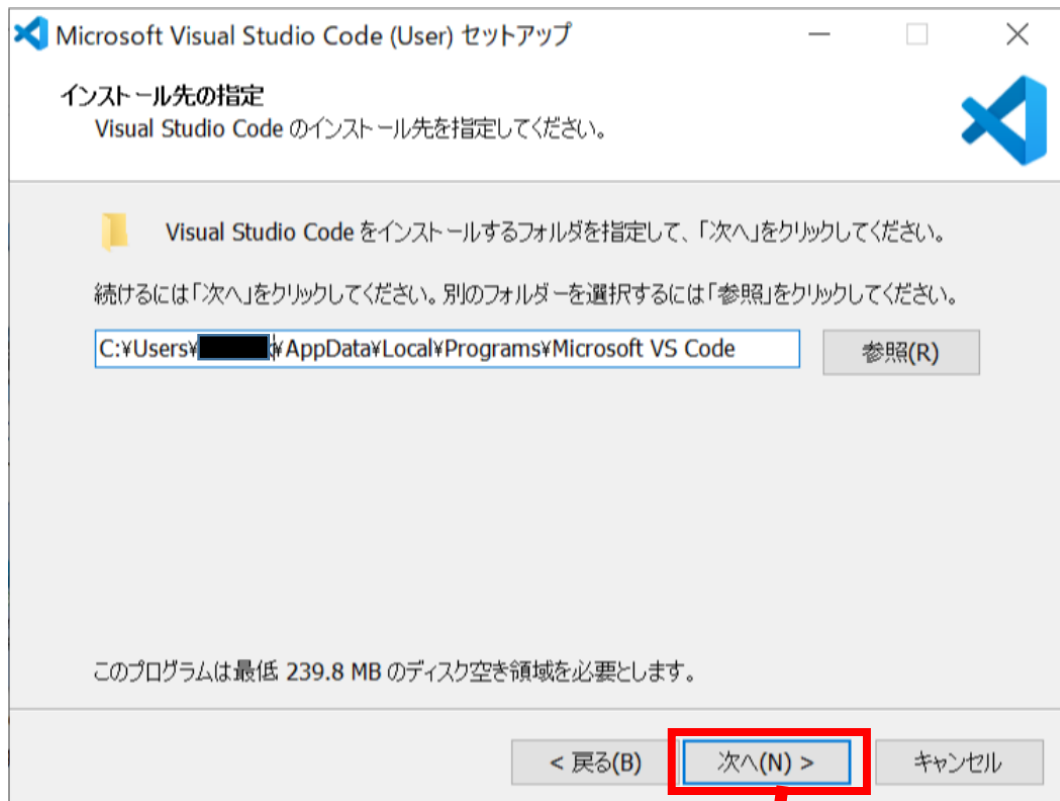 Microsoft Visual Studio Code (User) セットアップ
インストール先の指定
Visual Studio Code のインストール先を指定してください。
Visual Studio Code をインストールするフォルダを指定して、「次へ」をクリックしてください。
続けるには「次へ」をクリックしてください。別のフォルダーを選択するには「参照」をクリックしてください。
C:¥Users¥ ¥AppData¥Local¥Programs¥Microsoft VS Code
参照(R)
このプログラムは最低 239.8 MB のディスク空き領域を必要とします。
< 戻る(B)
次へ(N) >
キャンセル